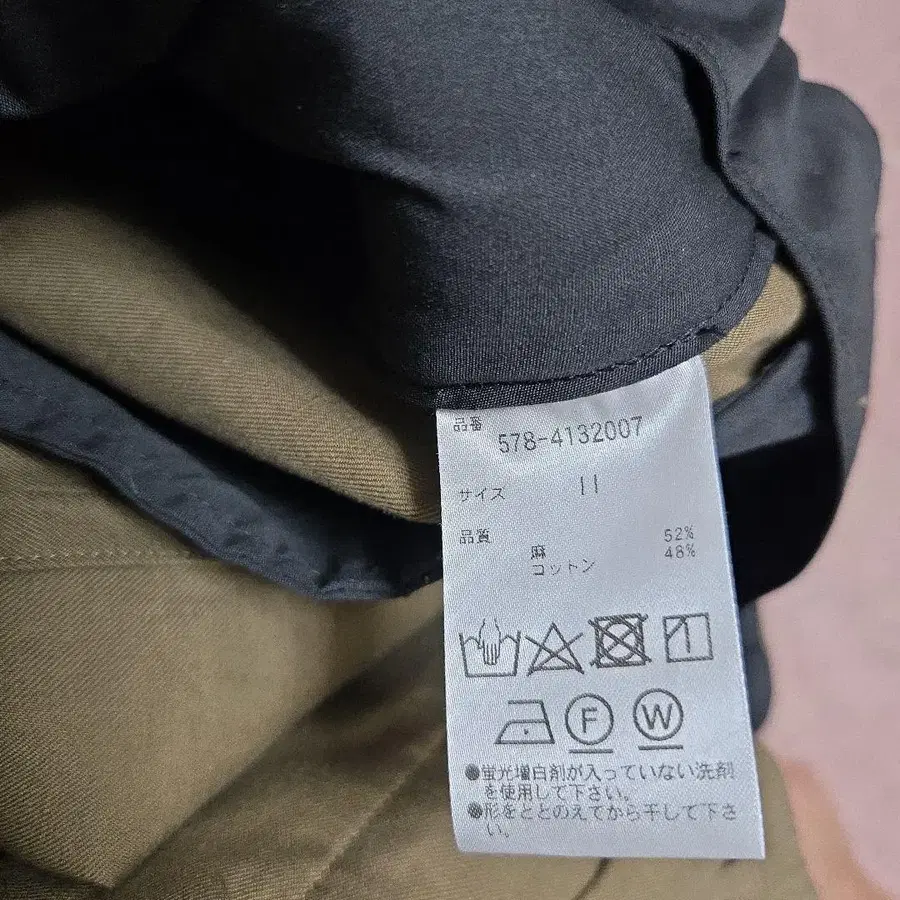 品番
578-4132007
サイズ 11
品質
麻 52%
コットン 48%
F W
●蛍光増白剤が入っていない洗剤
を使用して下さい。
●形をととのえてから干して下さ
い。